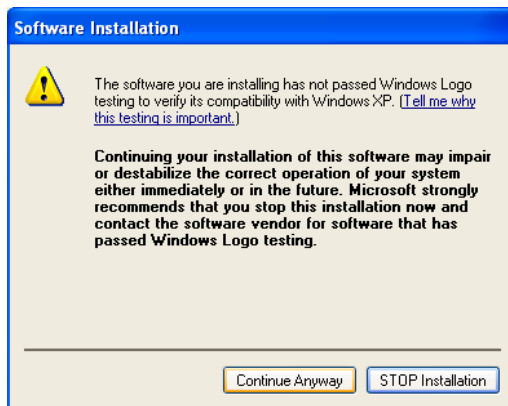 Software Installation
The software you are installing has not passed Windows Logo
testing to verify its compatibility with Windows XP. (Tell me why
this testing is important.)
Continuing your installation of this software may impair
or destabilize the correct operation of your system
either immediately or in the future. Microsoft strongly
recommends that you stop this installation now and
contact the software vendor for software that has
passed Windows Logo testing.
Continue Anyway
STOP Installation